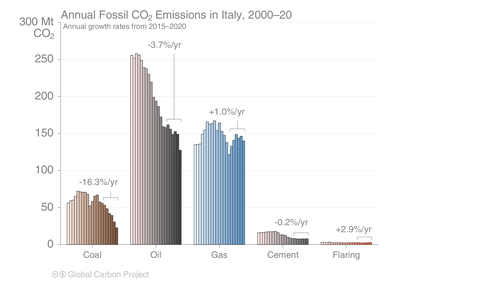 Annual Fossil CO₂ Emissions in Italy, 2000–20
Annual growth rates from 2015–2020
300 Mt
CO₂
250
200
150
100
50
0
-16.3%/yr
-3.7%/yr
+1.0%/yr
-0.2%/yr
+2.9%/yr
Coal
Oil
Gas
Cement
Flaring
Global Carbon Project